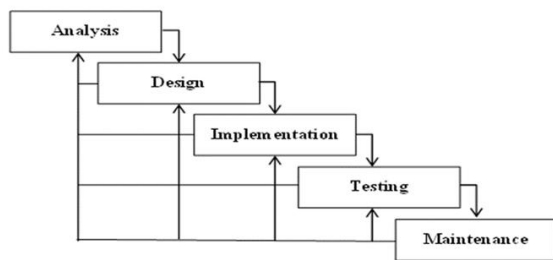 Analysis
Design
Implementation
Testing
Maintenance